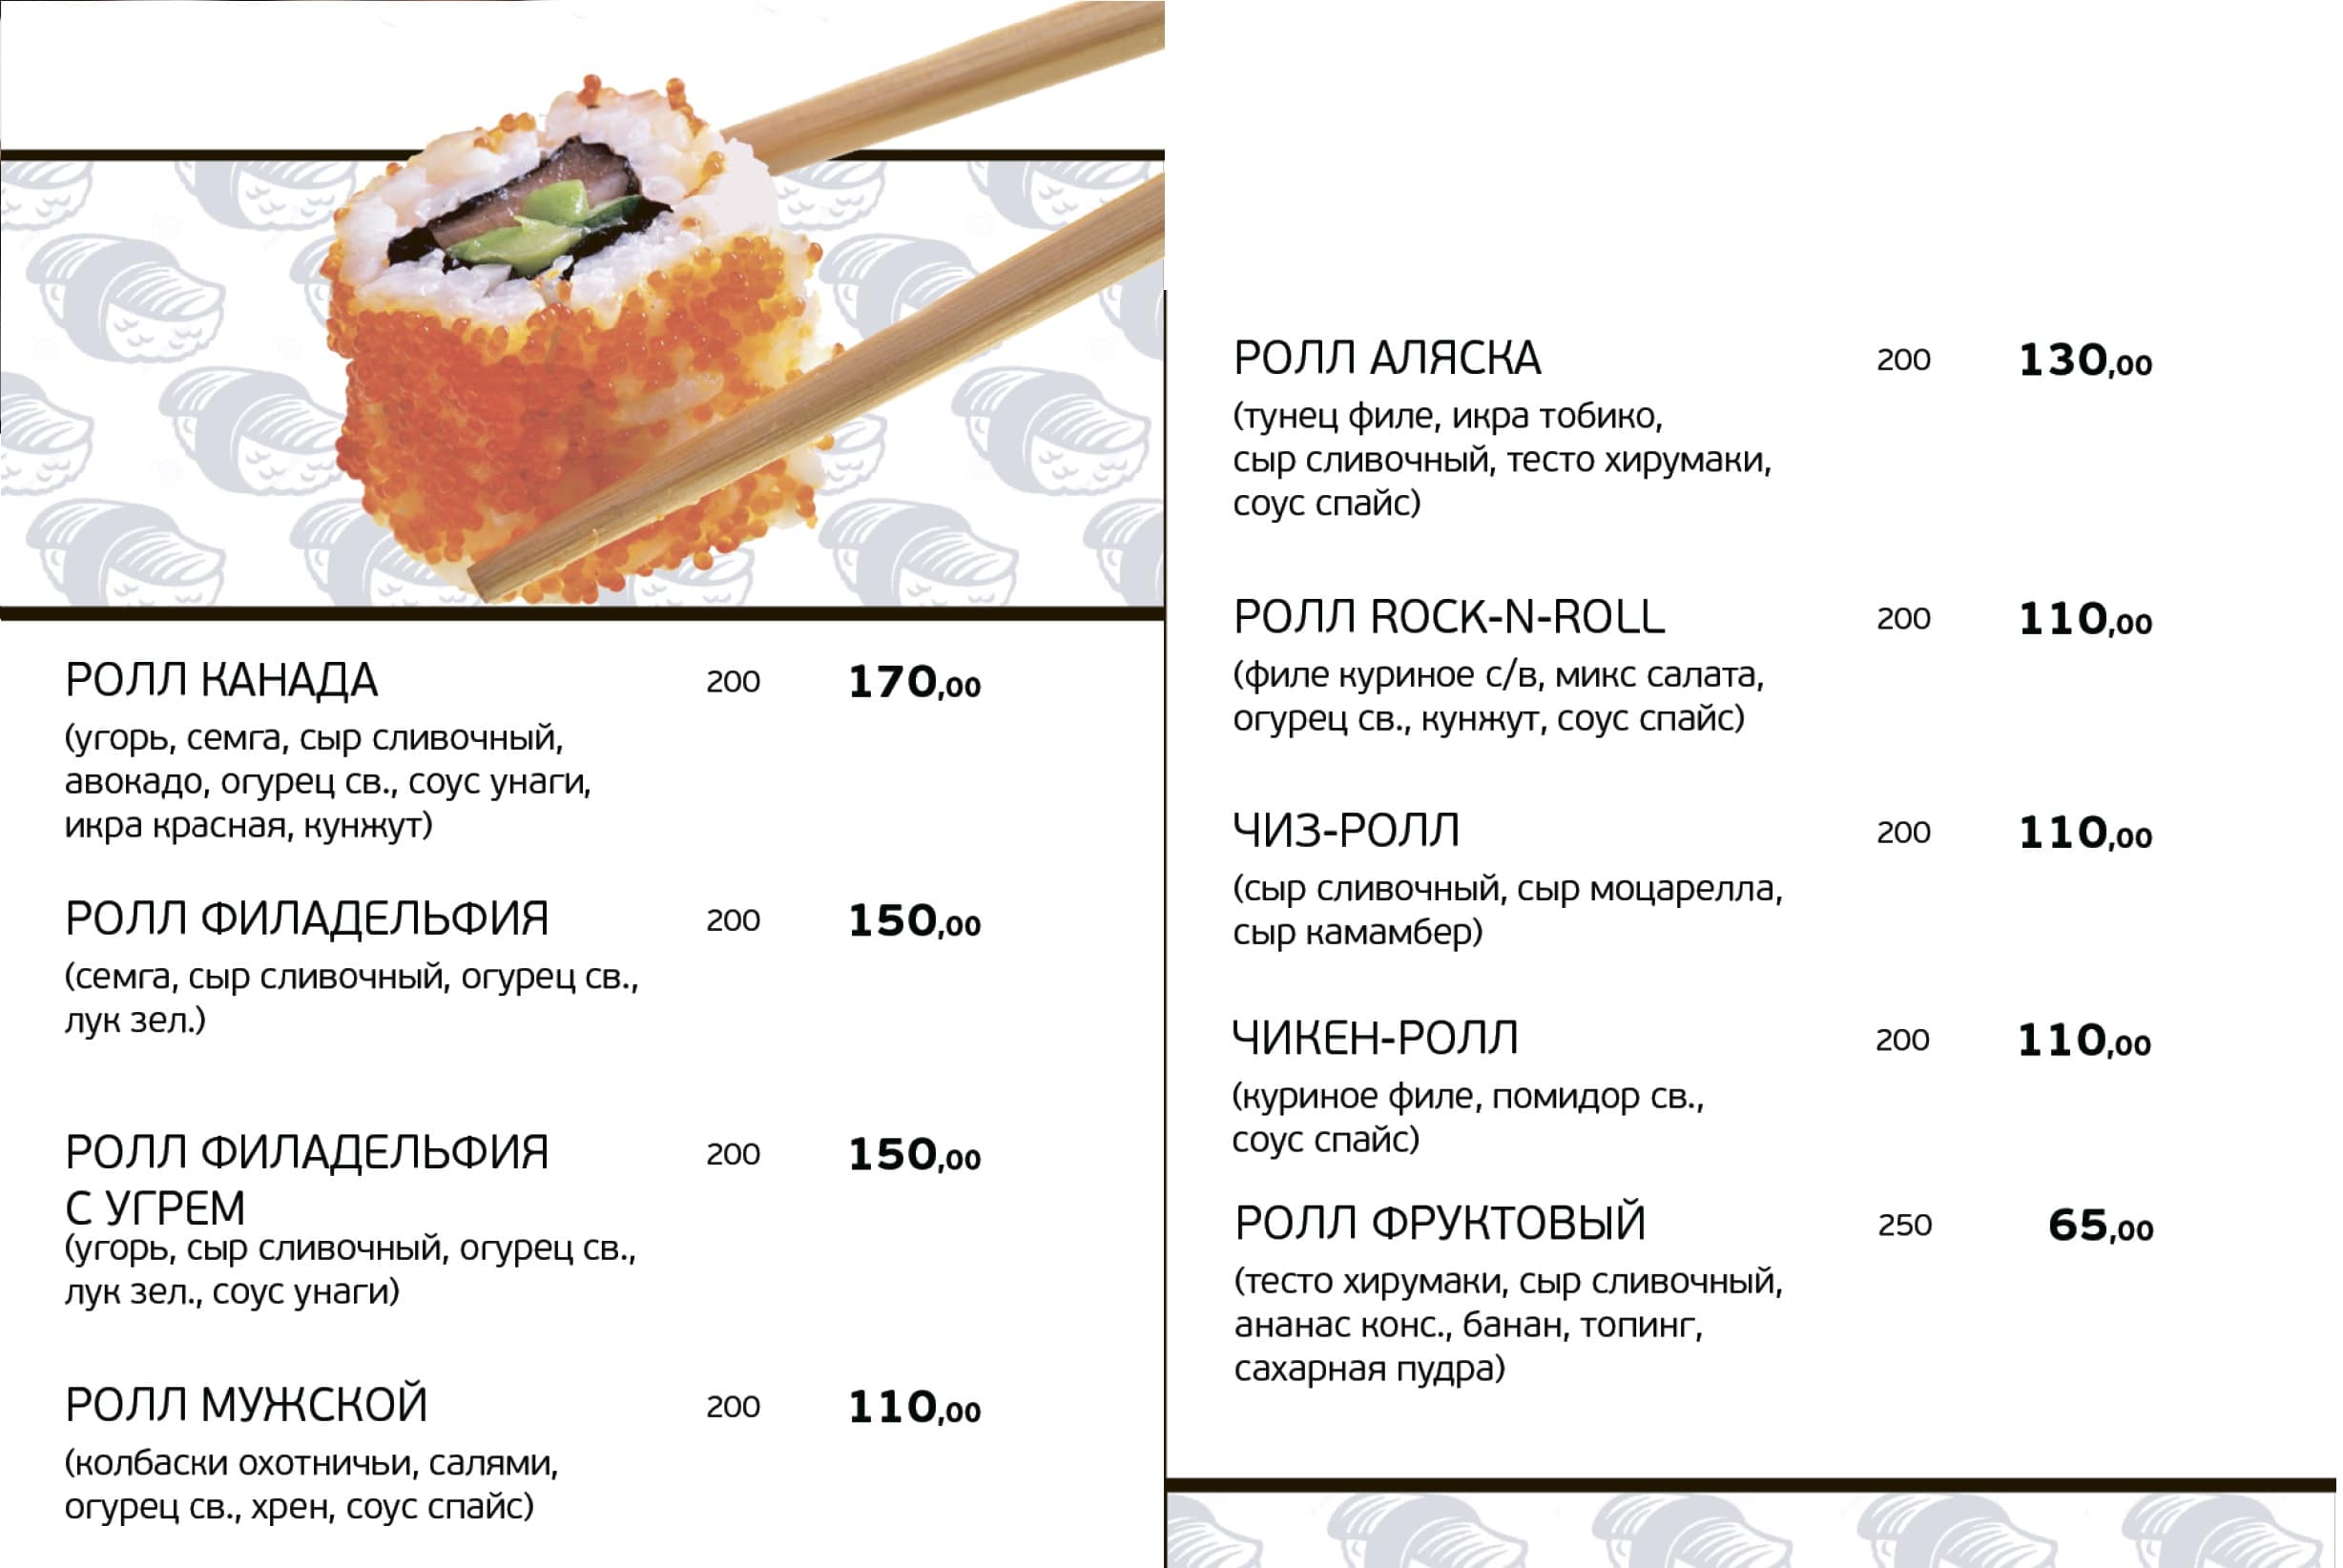 РОЛЛ КАНАДА 200 170,00
(угорь, семга, сыр сливочный,
авокадо, огурец св., соус унаги,
икра красная, кунжут)
РОЛЛ ФИЛАДЕЛЬФИЯ 200 150,00
(семга, сыр сливочный, огурец св.,
лук зел.)
РОЛЛ ФИЛАДЕЛЬФИЯ 200 150,00
С УГРЕМ
(угорь, сыр сливочный, огурец св.,
лук зел., соус унаги)
РОЛЛ МУЖСКОЙ 200 110,00
(колбаски охотничьи, салями,
огурец св., хрен, соус спайс)
РОЛЛ АЛЯСКА 200 130,00
(тунец филе, икра тобико,
сыр сливочный, тесто хирумаки,
соус спайс)
РОЛЛ ROCK-N-ROLL 200 110,00
(филе куриное с/в, микс салата,
огурец св., кунжут, соус спайс)
ЧИЗ-РОЛЛ 200 110,00
(сыр сливочный, сыр моцарелла,
сыр камамбер)
ЧИКЕН-РОЛЛ 200 110,00
(куриное филе, помидор св.,
соус спайс)
РОЛЛ ФРУКТОВЫЙ 250 65,00
(тесто хирумаки, сыр сливочный,
ананас конс., банан, топинг,
сахарная пудра)